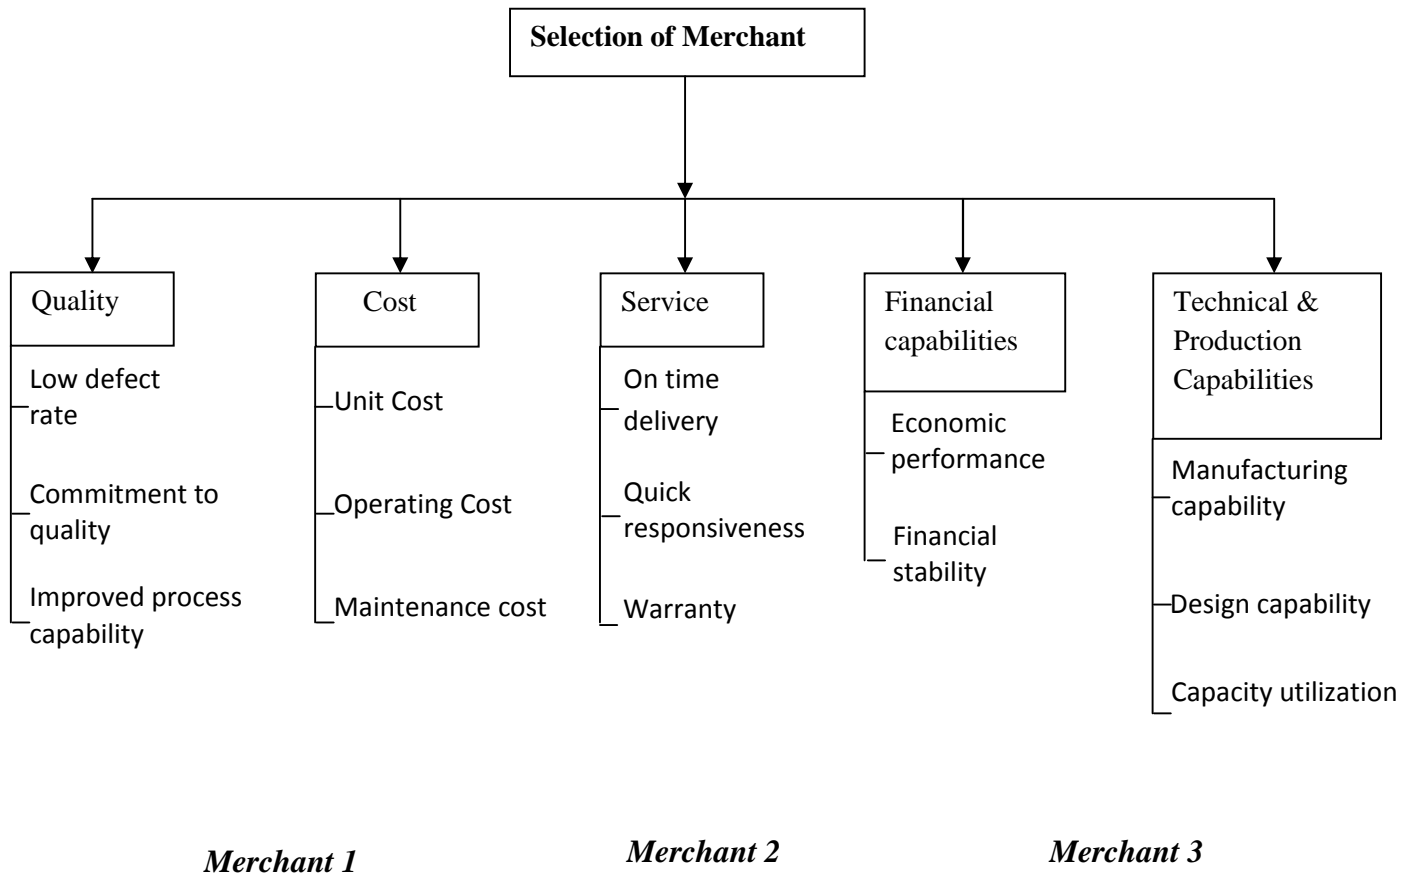 Selection of Merchant
Quality
Low defect
rate
Commitment to
quality
Improved process
capability
Cost
Unit Cost
Operating Cost
Maintenance cost
Service
On time
delivery
Quick
responsiveness
Warranty
Financial
capabilities
Economic
performance
Financial
stability
Technical &
Production
Capabilities
Manufacturing
capability
Design capability
Capacity utilization
Merchant 1
Merchant 2
Merchant 3